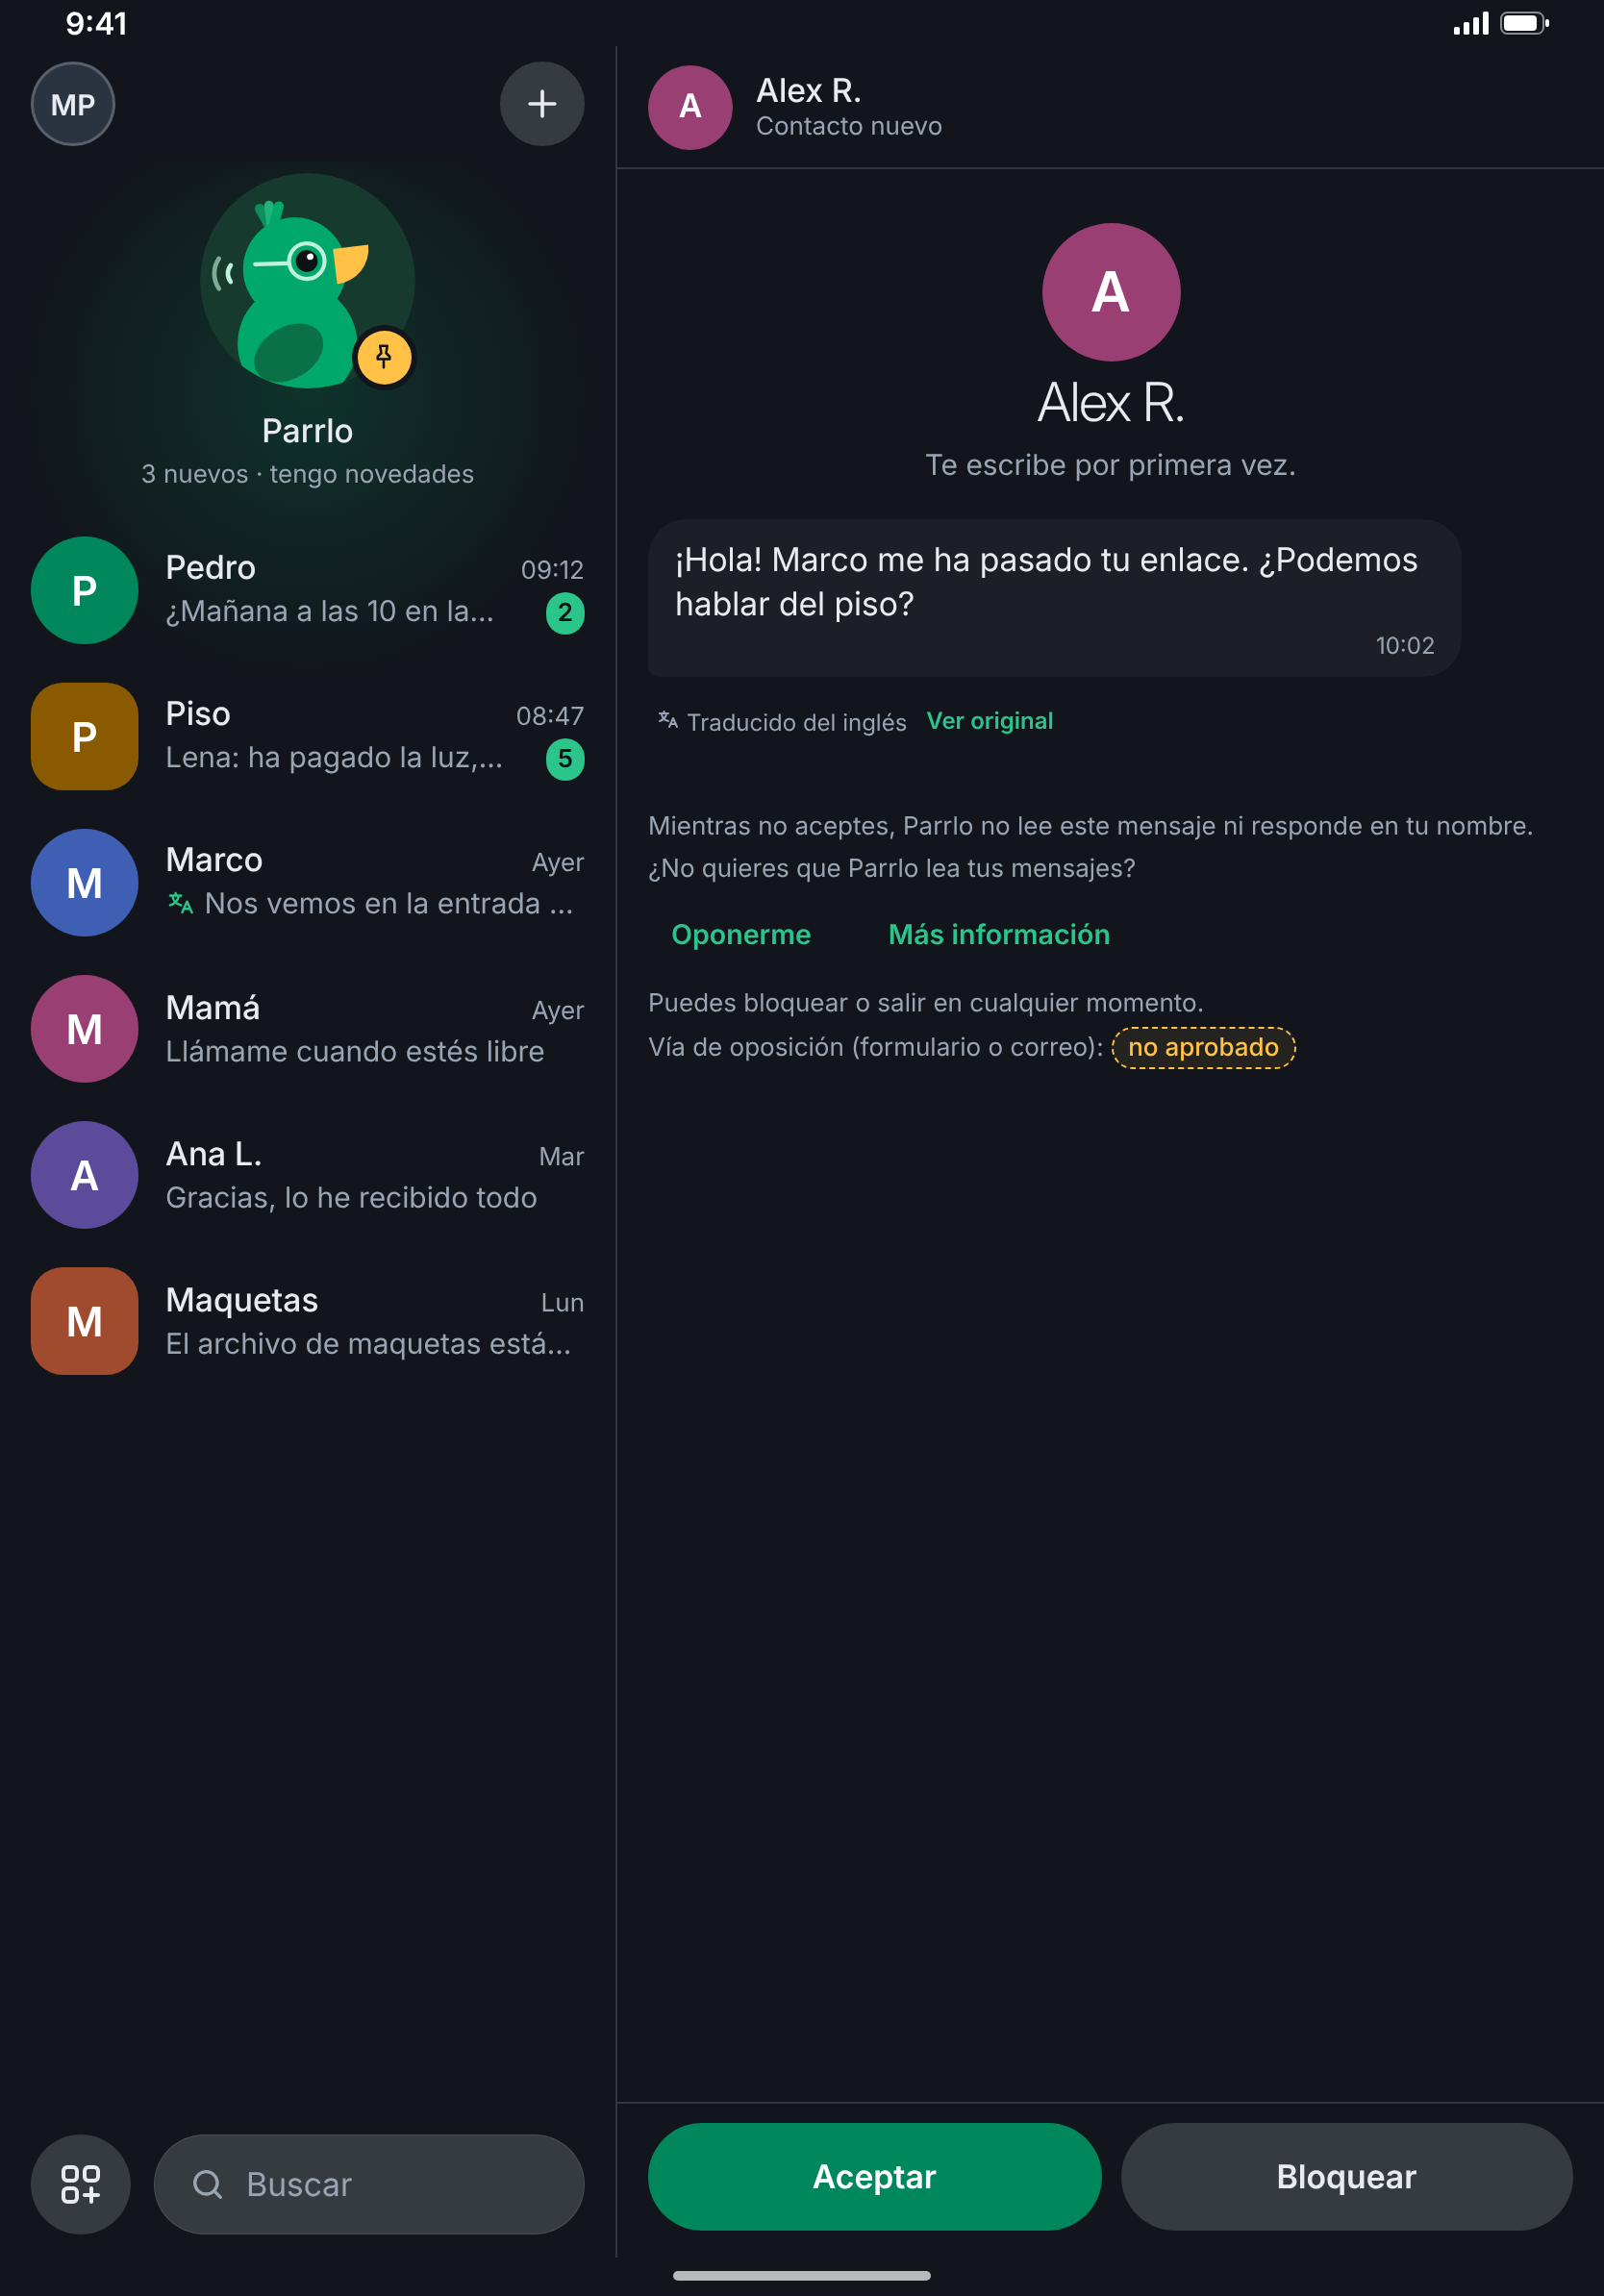 9:41
MP
Parrlo
3 nuevos · tengo novedades
P
Pedro
09:12
¿Mañana a las 10 en la...
2
P
Piso
08:47
Lena: ha pagado la luz,...
5
M
Marco
Ayer
Nos vemos en la entrada ...
M
Mamá
Ayer
Llámame cuando estés libre
A
Ana L.
Mar
Gracias, lo he recibido todo
M
Maquetas
Lun
El archivo de maquetas está...
Buscar
A
Alex R.
Contacto nuevo
A
Alex R.
Te escribe por primera vez.
¡Hola! Marco me ha pasado tu enlace. ¿Podemos
hablar del piso?
10:02
Traducido del inglés Ver original
Mientras no aceptes, Parrlo no lee este mensaje ni responde en tu nombre.
¿No quieres que Parrlo lea tus mensajes?
Oponerme Más información
Puedes bloquear o salir en cualquier momento.
Vía de oposición (formulario o correo): no aprobado
Aceptar
Bloquear